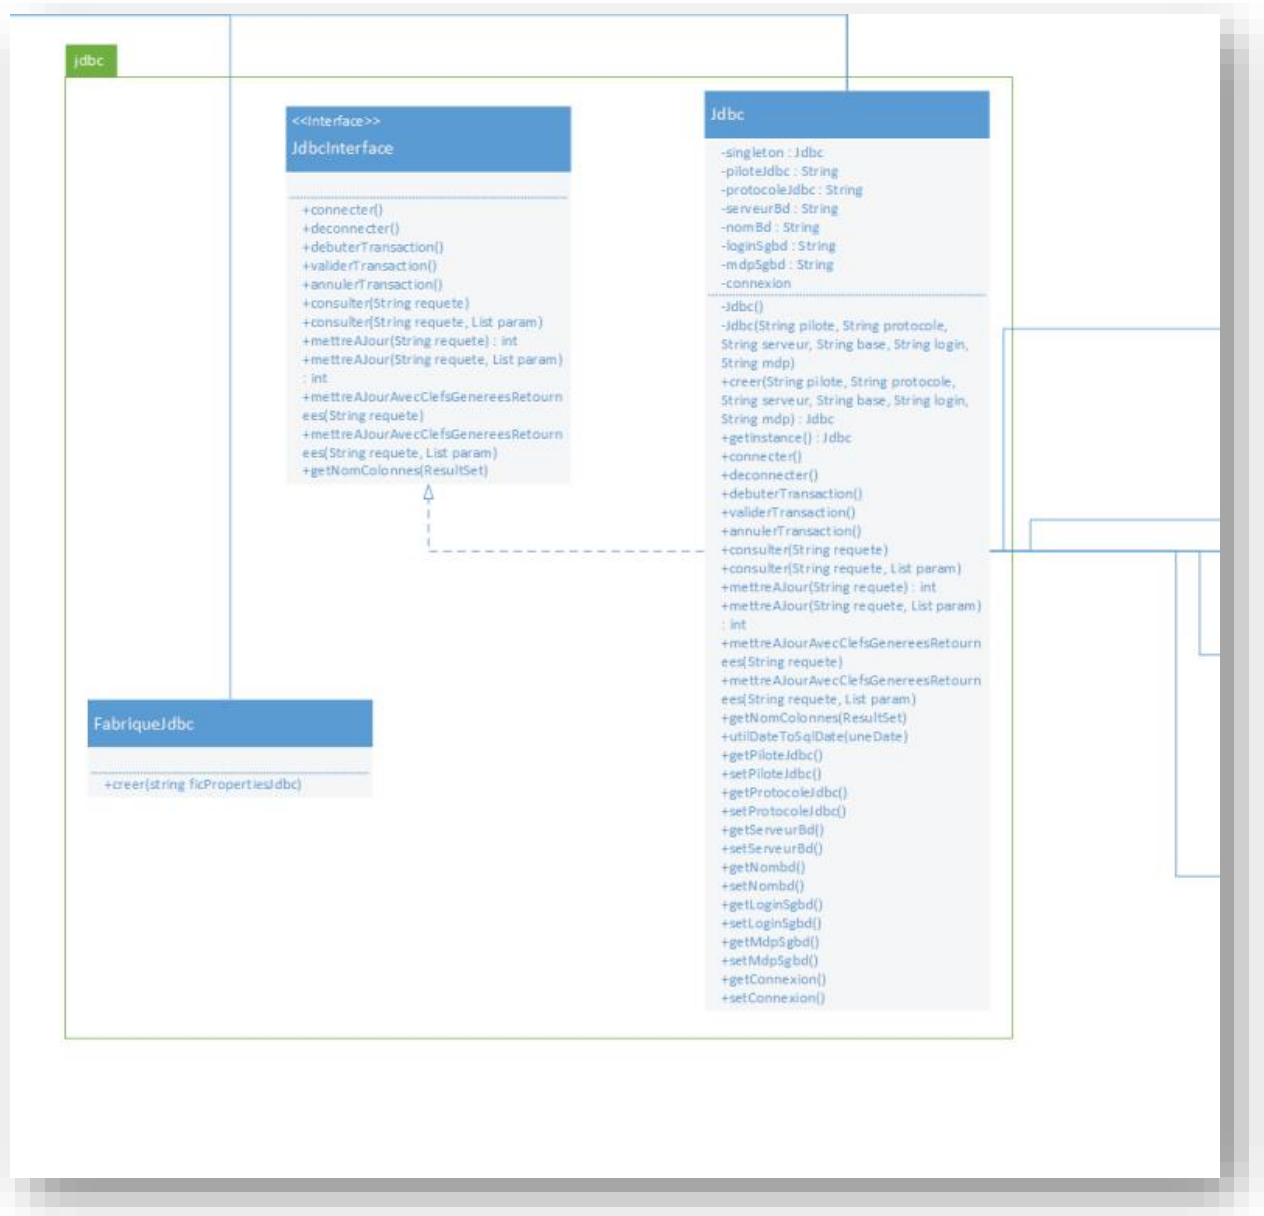 jdbc
<<Interface>>
JdbcInterface
+connecter()
+deconnecter()
+debuterTransaction()
+validerTransaction()
+annulerTransaction()
+consulter(String requete)
+consulter(String requete, List param)
+mettreAJour(String requete) : int
+mettreAJour(String requete, List param)
: int
+mettreAJourAvecClefsGenereesRetourn
ees(String requete)
+mettreAJourAvecClefsGenereesRetourn
ees(String requete, List param)
+getNomColonnes(ResultSet)
Jdbc
-singleton : Jdbc
-piloteJdbc : String
-protocoleJdbc : String
-serveurBd : String
-nomBd : String
-loginSgbd : String
-mdpSgbd : String
-connexion
-Jdbc()
-Jdbc(String pilote, String protocole,
String serveur, String base, String login,
String mdp)
+creer(String pilote, String protocole,
String serveur, String base, String login,
String mdp) : Jdbc
+getInstance() : Jdbc
+connecter()
+deconnecter()
+debuterTransaction()
+validerTransaction()
+annulerTransaction()
+consulter(String requete)
+consulter(String requete, List param)
+mettreAJour(String requete) : int
+mettreAJour(String requete, List param)
: int
+mettreAJourAvecClefsGenereesRetourn
ees(String requete)
+mettreAJourAvecClefsGenereesRetourn
ees(String requete, List param)
+getNomColonnes(ResultSet)
+utilDateToSqlDate(uneDate)
+getPiloteJdbc()
+setPiloteJdbc()
+getProtocoleJdbc()
+setProtocoleJdbc()
+getServeurBd()
+setServeurBd()
+getNombd()
+setNombd()
+getLoginSgbd()
+setLoginSgbd()
+getMdpSgbd()
+setMdpSgbd()
+getConnexion()
+setConnexion()
FabriqueJdbc
+creer(string ficPropertiesJdbc)